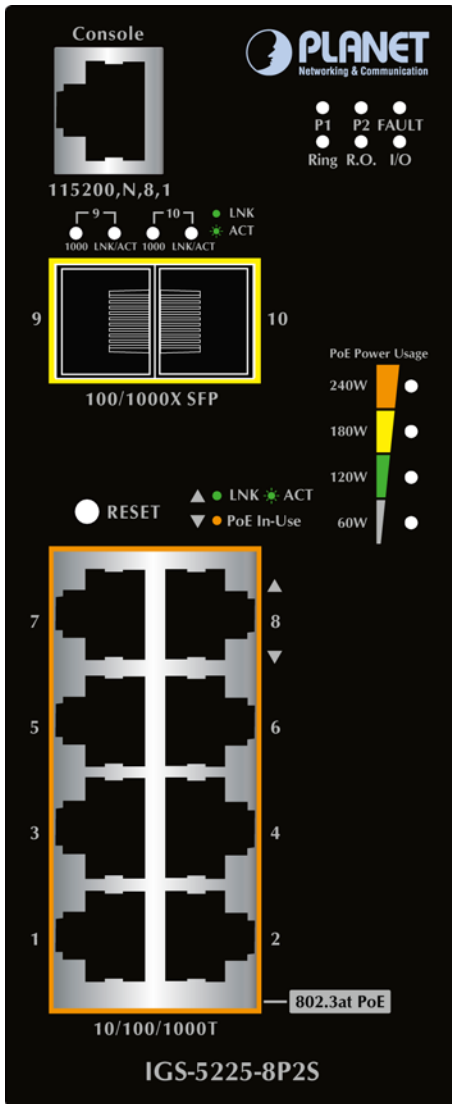 Console
PLANET
Networking & Communication
P1 P2 FAULT
Ring R.O. I/O
115200,N,8,1
9 10 LNK
1000 LNK/ACT 1000 LNK/ACT ACT
9 10
100/1000X SFP
PoE Power Usage
240W
180W
120W
60W
RESET
LNK ACT
PoE In-Use
7 8
5 6
3 4
1 2
802.3at PoE
10/100/1000T
IGS-5225-8P2S